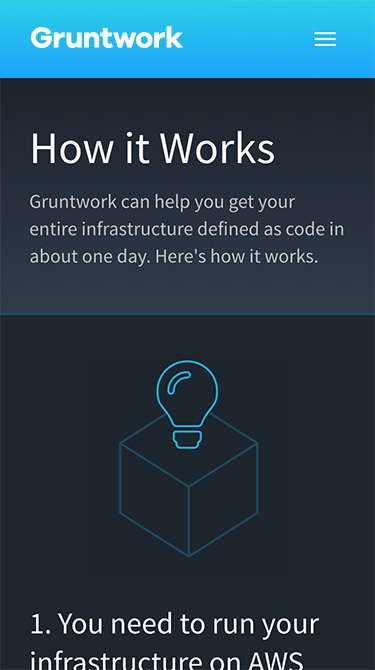 Gruntwork
How it Works
Gruntwork can help you get your
entire infrastructure defined as code in
about one day. Here's how it works.
1. You need to run your
infrastructure on AWS